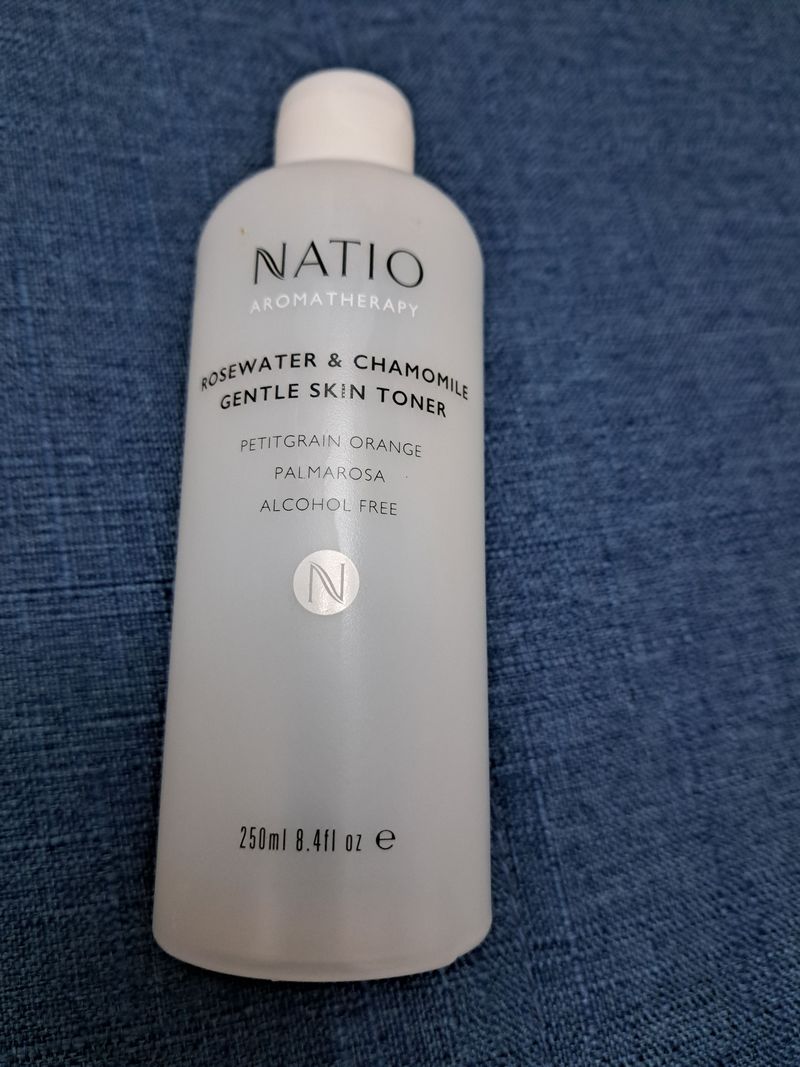 NATIO
AROMATHERAPY
ROSEWATER & CHAMOMILE
GENTLE SKIN TONER
PETITGRAIN ORANGE
PALMAROSA
ALCOHOL FREE
N
250ml 8.4fl oz ℮